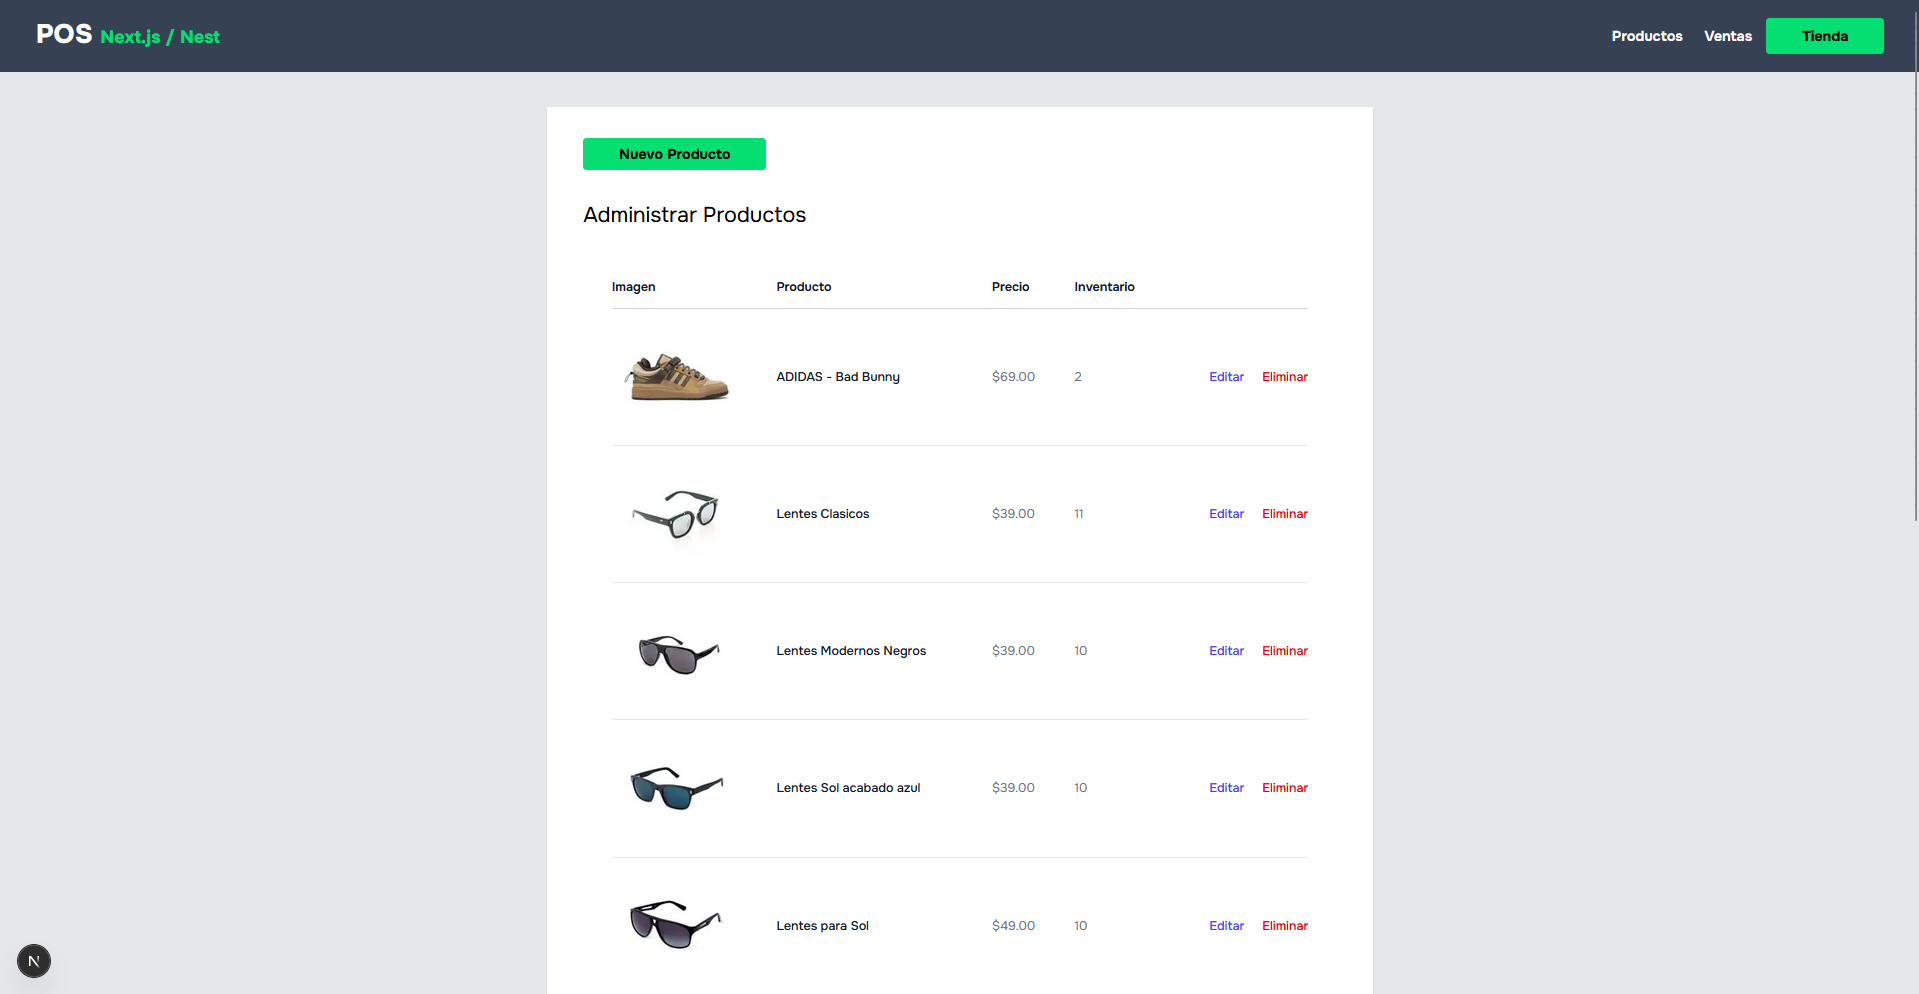 POS Next.js / Nest
Productos Ventas Tienda
Nuevo Producto
Administrar Productos
Imagen Producto Precio Inventario
ADIDAS - Bad Bunny $69.00 2 Editar Eliminar
Lentes Clasicos $39.00 11 Editar Eliminar
Lentes Modernos Negros $39.00 10 Editar Eliminar
Lentes Sol acabado azul $39.00 10 Editar Eliminar
Lentes para Sol $49.00 10 Editar Eliminar
N